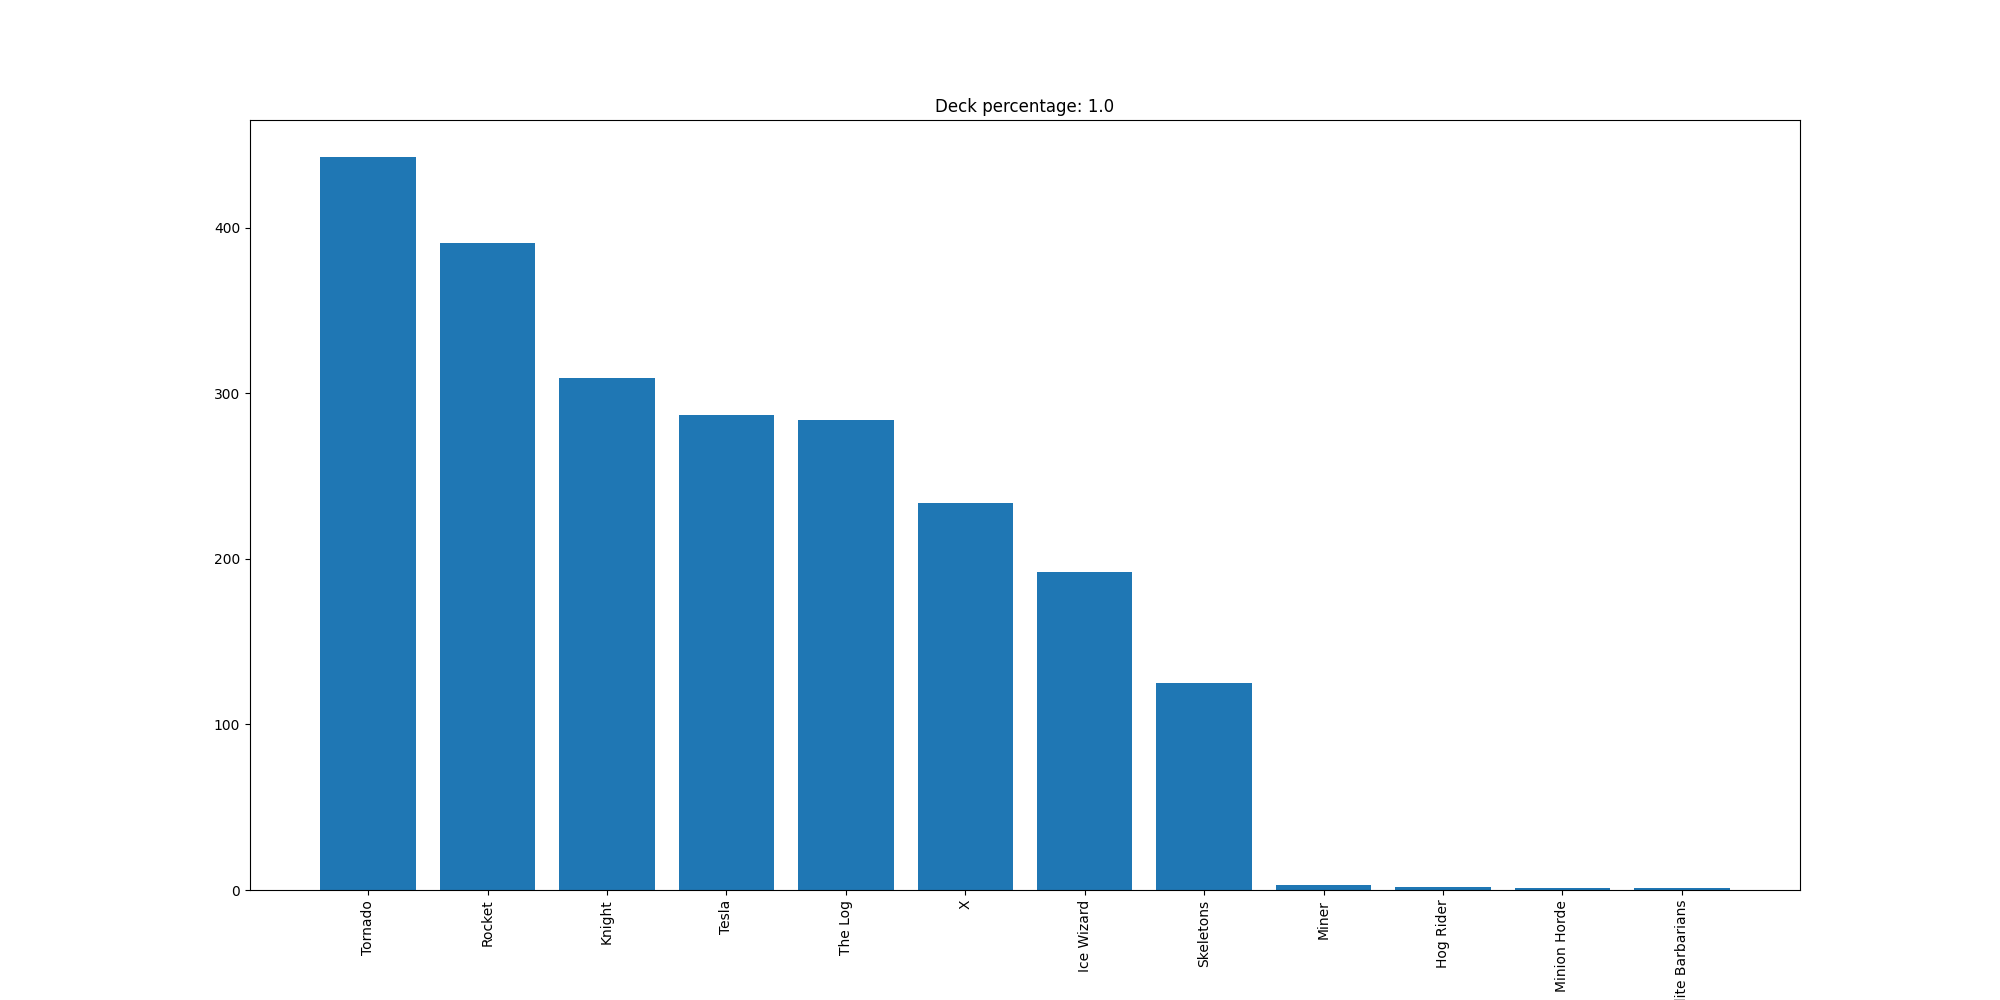 Deck percentage: 1.0
400
300
200
100
0
Tornado
Rocket
Knight
Tesla
The Log
X
Ice Wizard
Skeletons
Miner
Hog Rider
Minion Horde
lite Barbarians